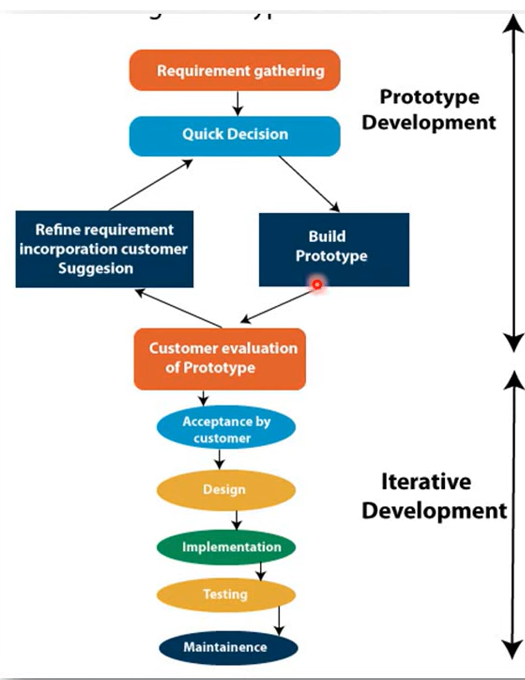 Requirement gathering
Prototype
Development
Quick Decision
Refine requirement
incorporation customer
Suggesion
Build
Prototype
Customer evaluation
of Prototype
Acceptance by
customer
Iterative
Development
Design
Implementation
Testing
Maintainence